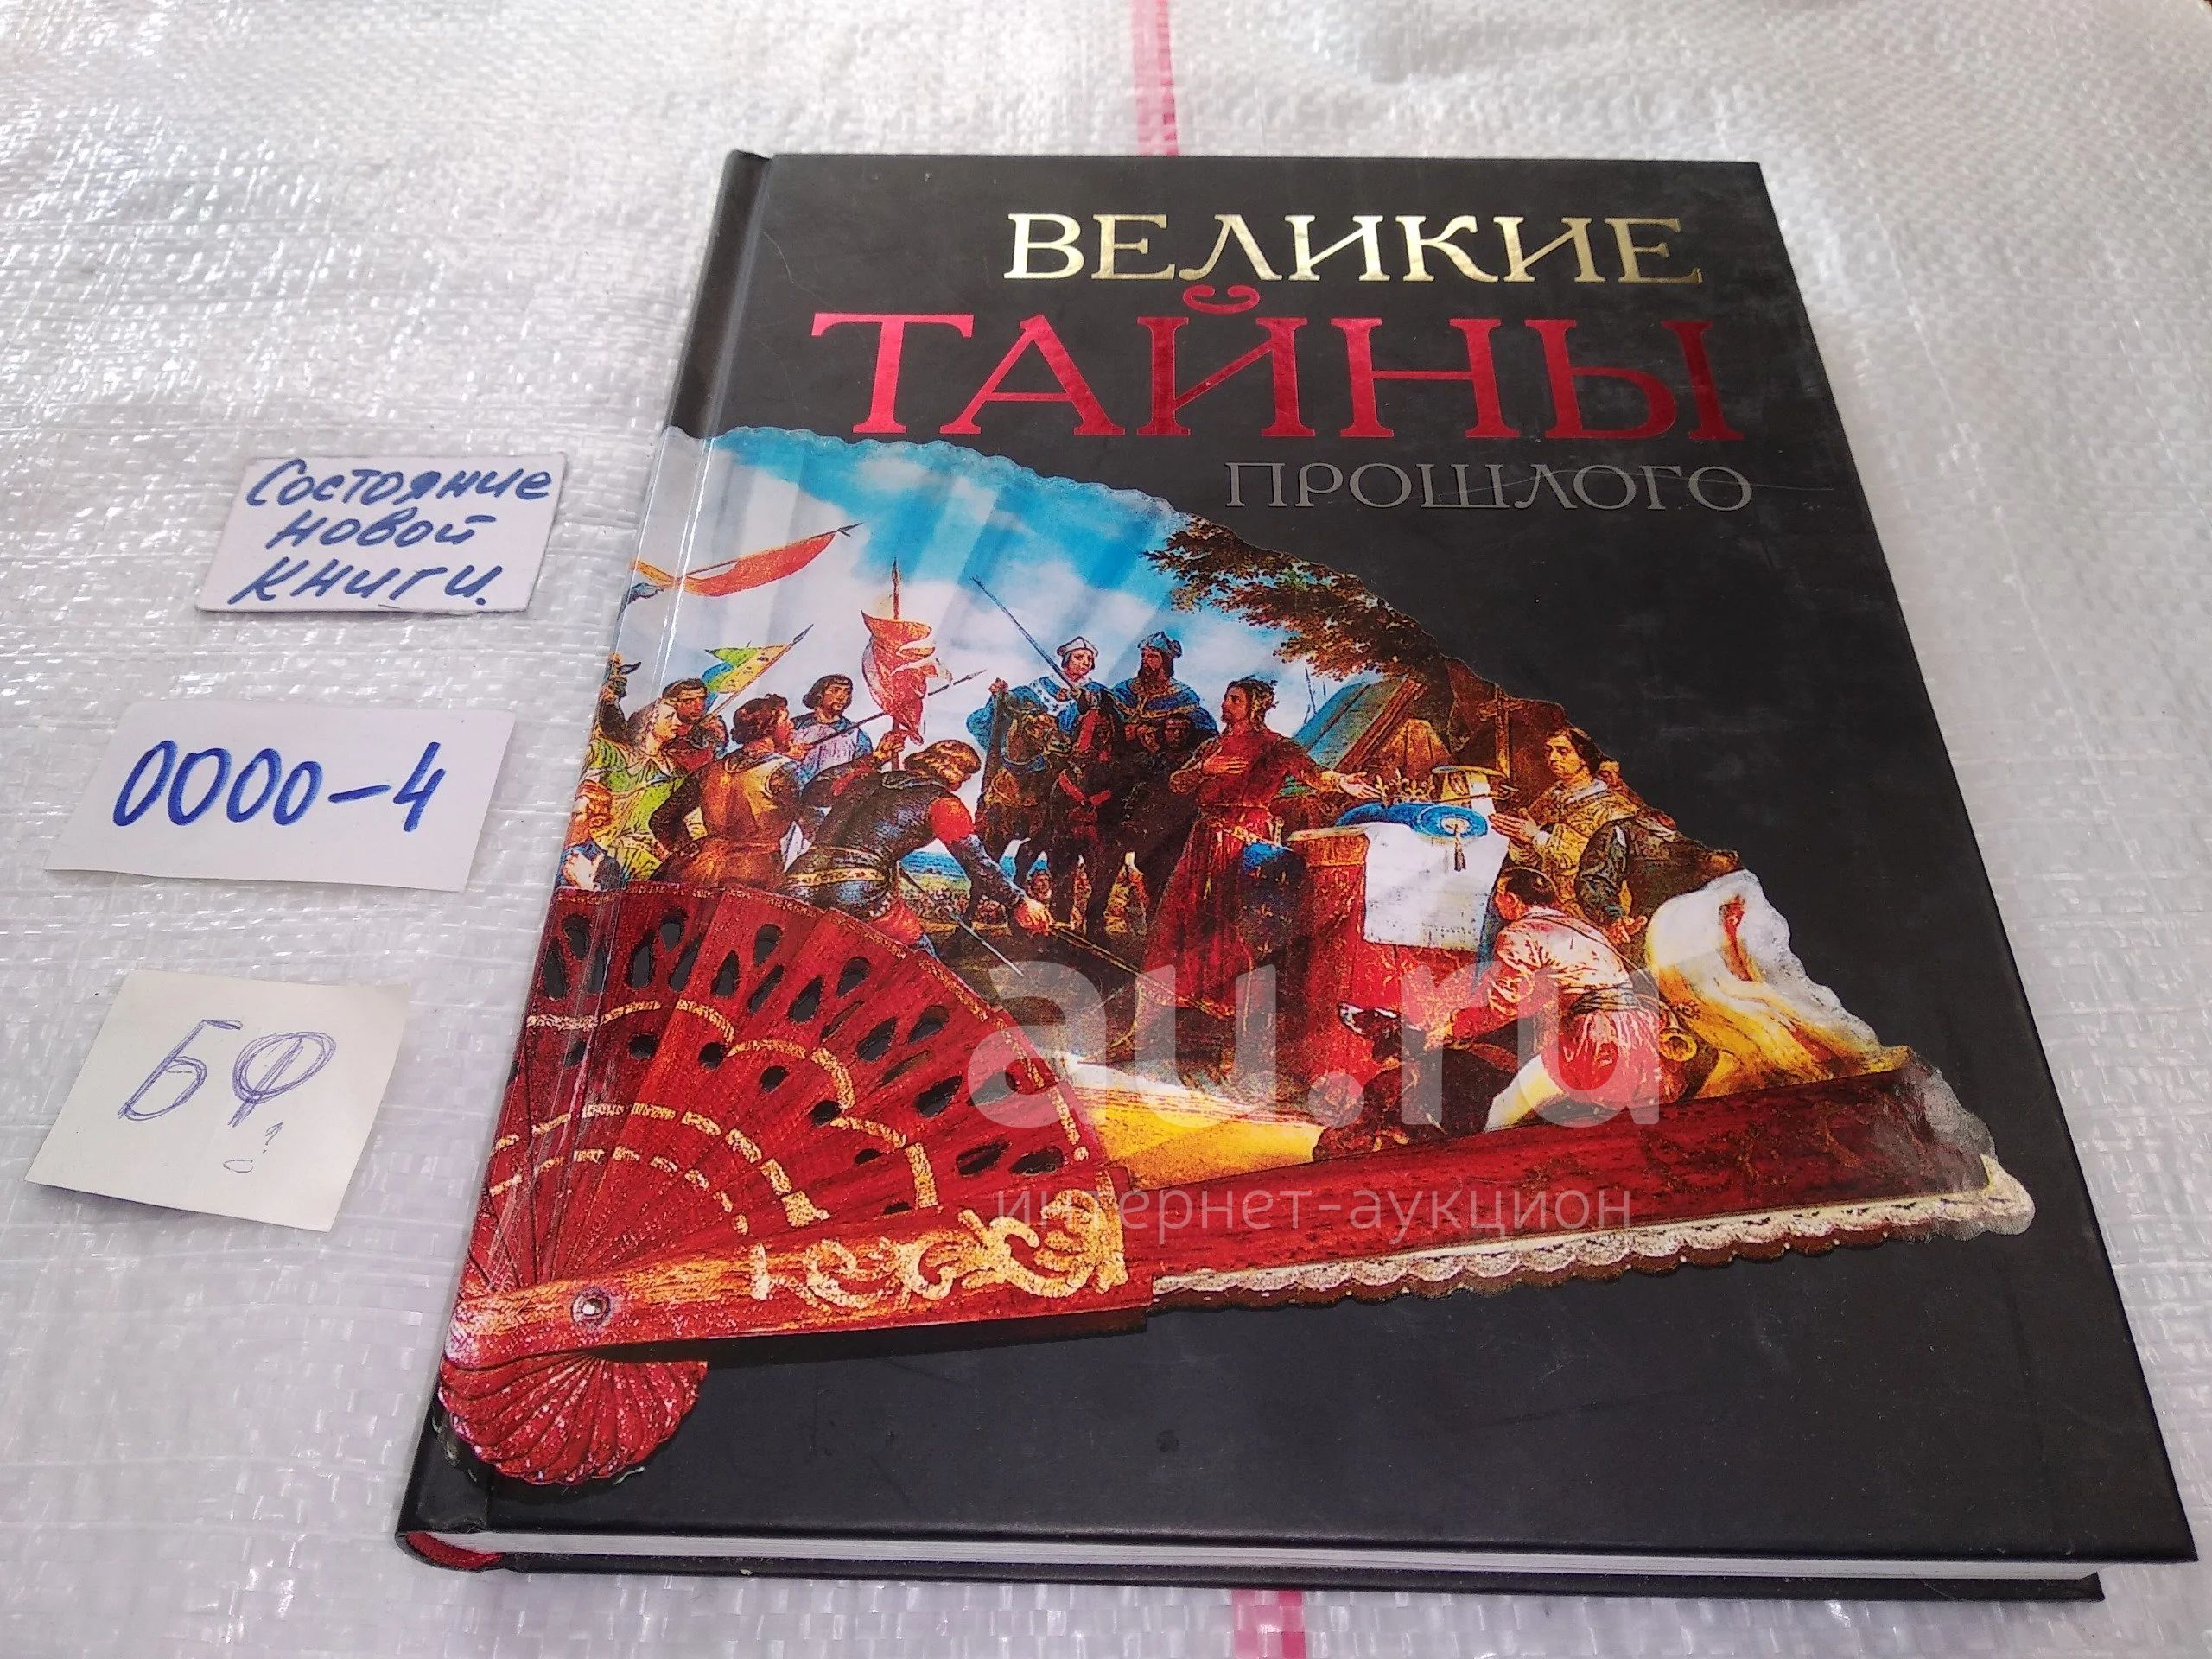 ВЕЛИКИЕ
ТАЙНЫ
ПРОШЛОГО
Состояние
новой
книги.
0000-4
БФ
au.ru
интернет-аукцион